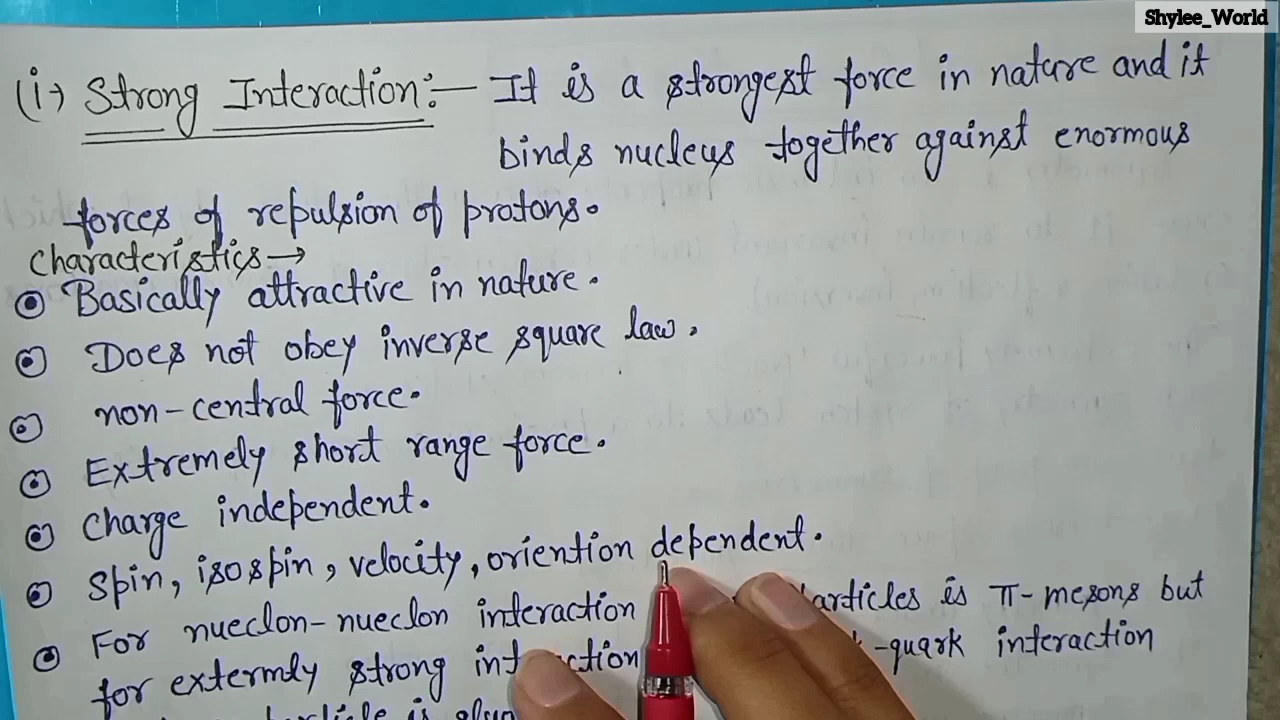 Shylee_World
(i) Strong Interaction:- It is a strongest force in nature and it
binds nucleus together against enormous
forces of repulsion of protons.
Characteristics→
Basically attractive in nature.
Does not obey inverse square law.
non-central force.
Extremely short range force.
Charge independent.
Spin, isospin, velocity, oriention dependent.
For nueclon-nueclon interaction articles is π-mesons but
for extermly strong -quark interaction
is